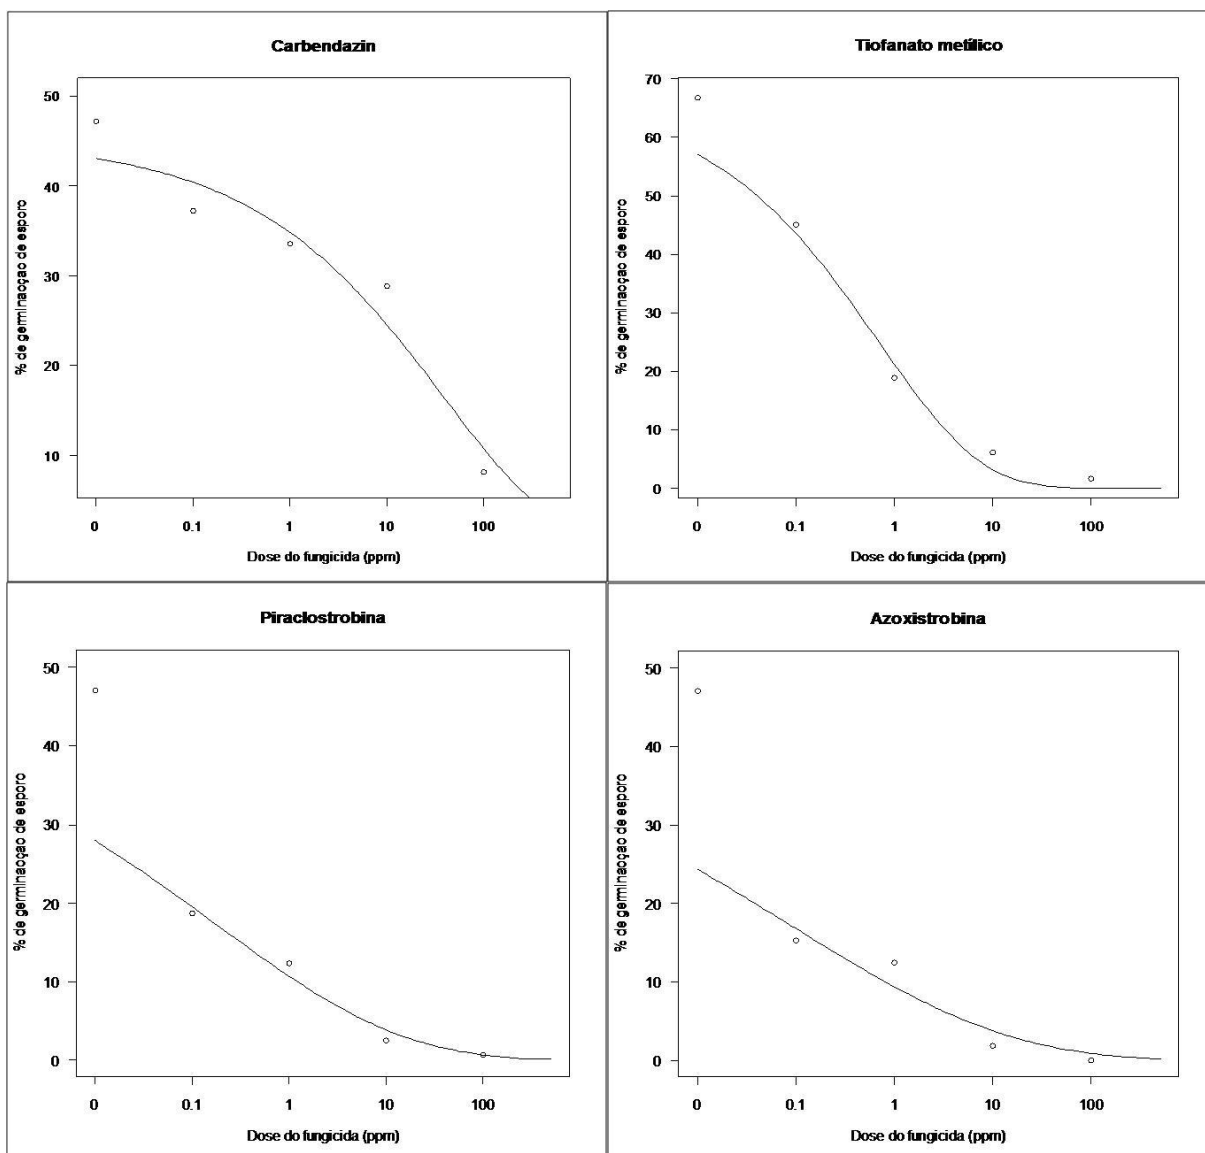 Carbendazin
50
40
30
20
10
% de germinaoçao de esporo
0 0.1 1 10 100
Dose do fungicida (ppm)
Tiofanato metílico
70
60
50
40
30
20
10
0
% de germinaoçao de esporo
0 0.1 1 10 100
Dose do fungicida (ppm)
Piraclostrobina
50
40
30
20
10
0
% de germinaoçao de esporo
0 0.1 1 10 100
Dose do fungicida (ppm)
Azoxistrobina
50
40
30
20
10
0
% de germinaoçao de esporo
0 0.1 1 10 100
Dose do fungicida (ppm)